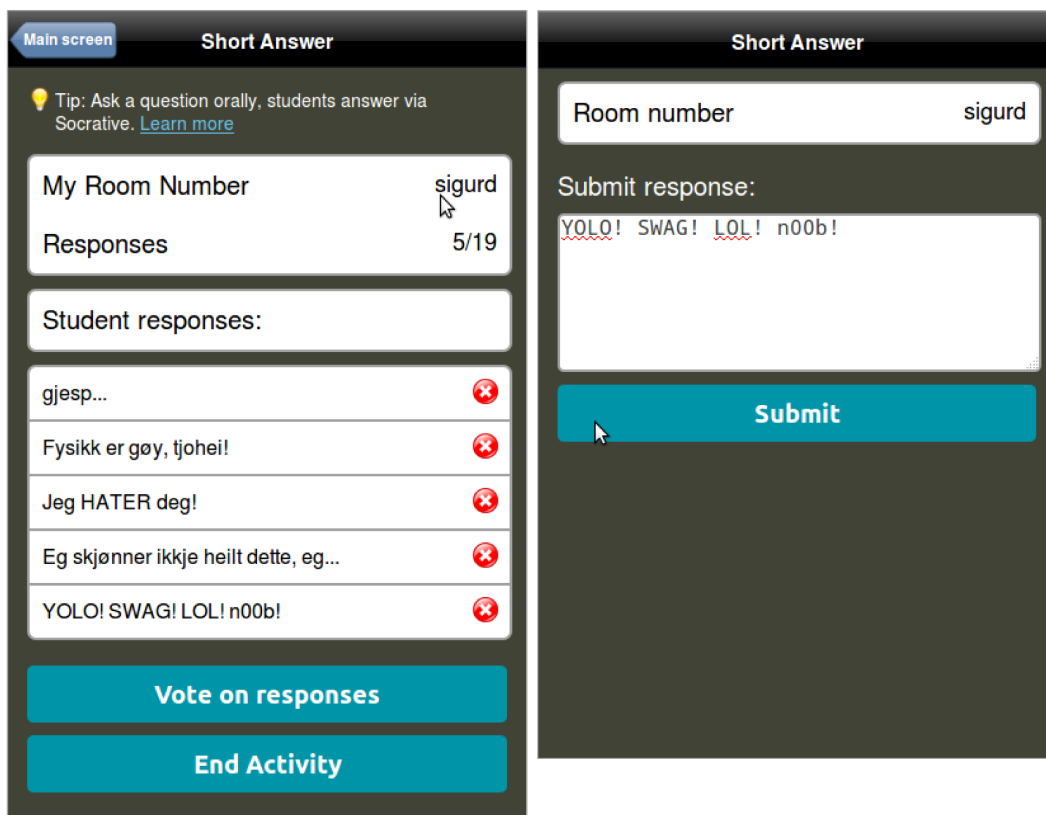 Main screen
Short Answer
Tip: Ask a question orally, students answer via
Socrative. Learn more
My Room Number sigurd
Responses 5/19
Student responses:
gjesp...
Fysikk er gøy, tjohei!
Jeg HATER deg!
Eg skjønner ikkje heilt dette, eg...
YOLO! SWAG! LOL! n00b!
Vote on responses
End Activity
Short Answer
Room number sigurd
Submit response:
YOLO! SWAG! LOL! n00b!
Submit